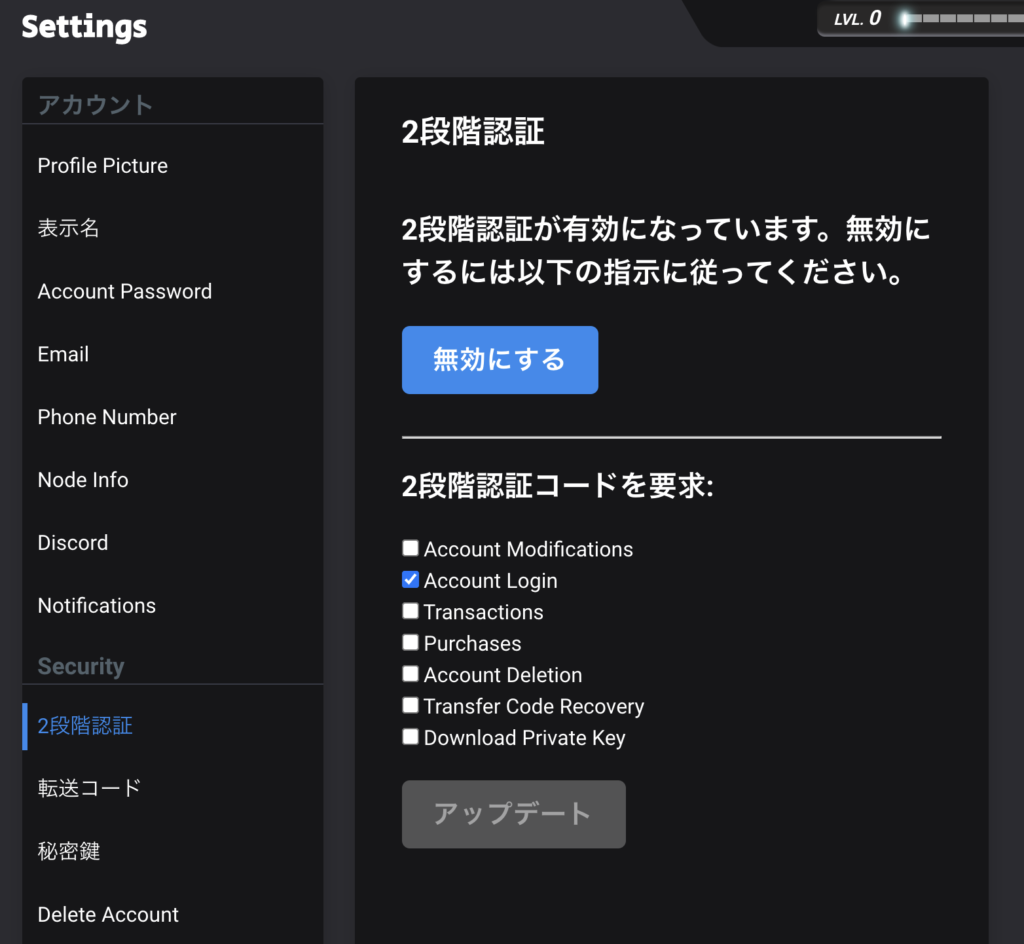 Settings
LVL. 0
アカウント
Profile Picture
表示名
Account Password
Email
Phone Number
Node Info
Discord
Notifications
Security
2段階認証
転送コード
秘密鍵
Delete Account
2段階認証
2段階認証が有効になっています。無効に
するには以下の指示に従ってください。
無効にする
2段階認証コードを要求:
Account Modifications
Account Login
Transactions
Purchases
Account Deletion
Transfer Code Recovery
Download Private Key
アップデート